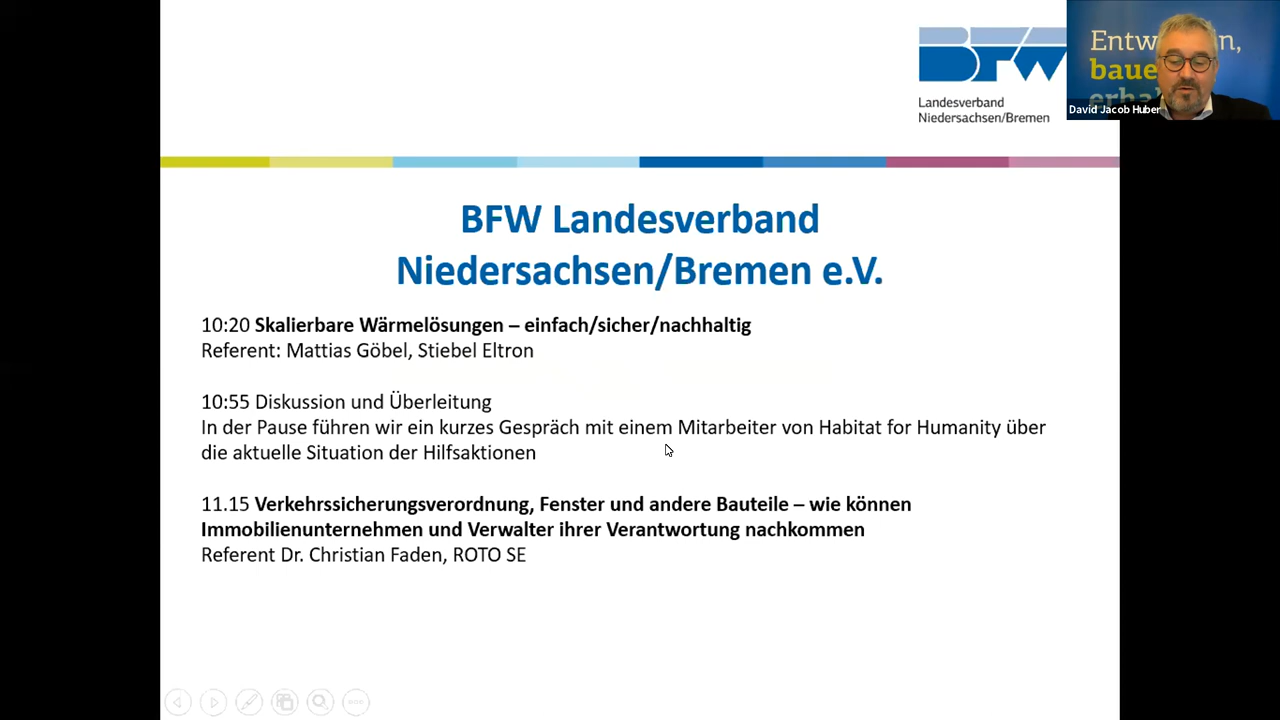 BFW
Landesverband
Niedersachsen/Bremen
David Jacob Huber
BFW Landesverband
Niedersachsen/Bremen e.V.
10:20 Skalierbare Wärmelösungen – einfach/sicher/nachhaltig
Referent: Mattias Göbel, Stiebel Eltron
10:55 Diskussion und Überleitung
In der Pause führen wir ein kurzes Gespräch mit einem Mitarbeiter von Habitat for Humanity über
die aktuelle Situation der Hilfsaktionen
11.15 Verkehrssicherungsverordnung, Fenster und andere Bauteile – wie können
Immobilienunternehmen und Verwalter ihrer Verantwortung nachkommen
Referent Dr. Christian Faden, ROTO SE